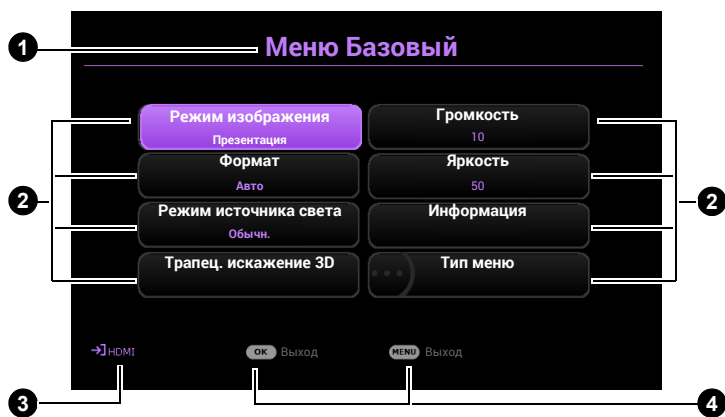 1
Меню Базовый
Режим изображения
Презентация
Громкость
10
Формат
Авто
Яркость
50
2
Режим источника света
Обычн.
Информация
2
Трапец. искажение 3D
Тип меню
HDMI
OK Выход
MENU Выход
3
4